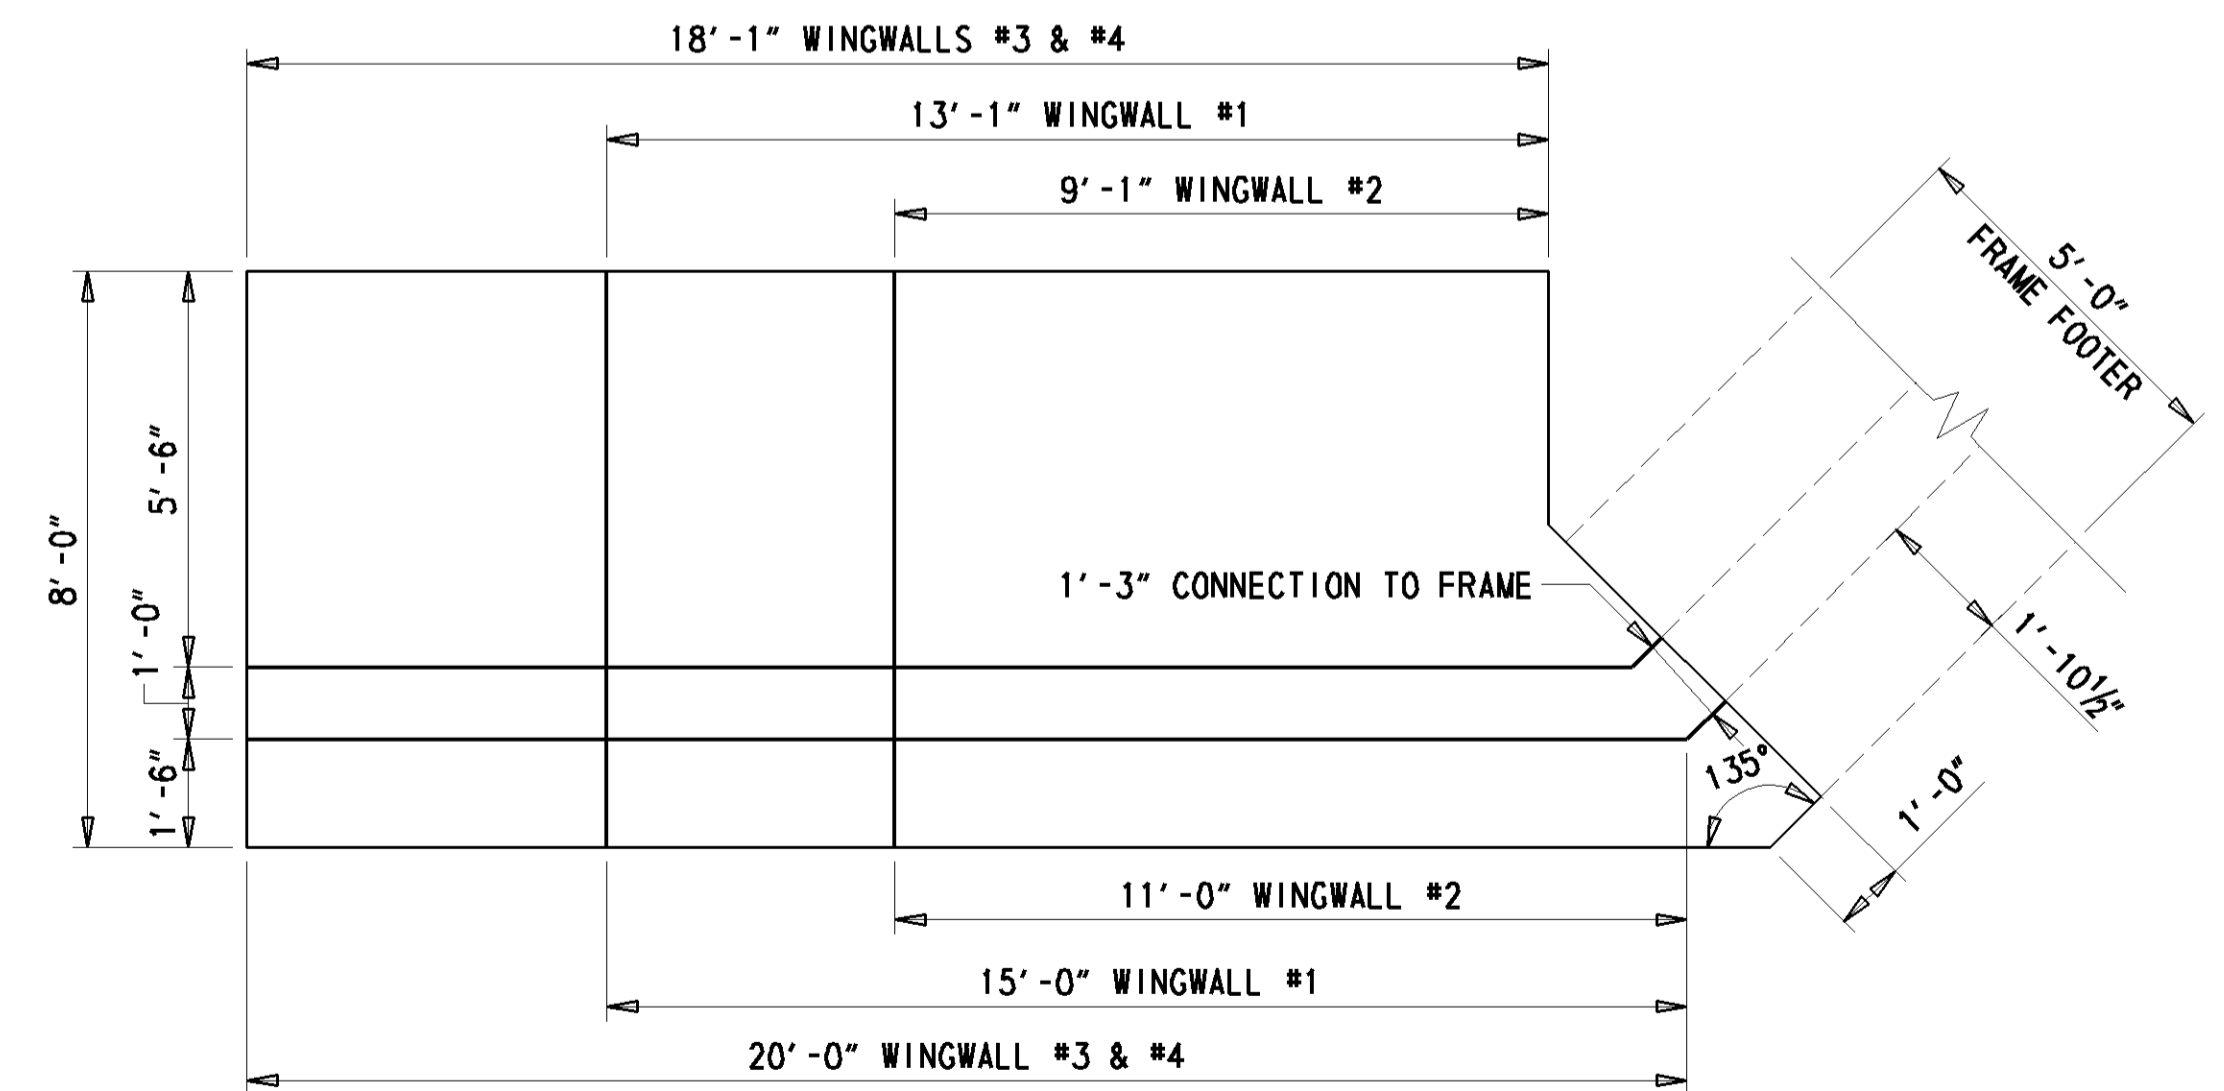 18'-1" WINGWALLS #3 & #4
13'-1" WINGWALL #1
9'-1" WINGWALL #2
5'-0"
FRAME FOOTER
8'-0"
5'-6"
1'-0"
1'-6"
1'-3" CONNECTION TO FRAME
1'-10½"
135°
1'-0"
11'-0" WINGWALL #2
15'-0" WINGWALL #1
20'-0" WINGWALL #3 & #4